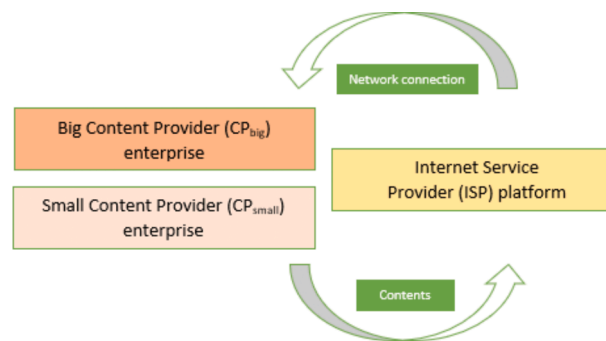 Network connection
Big Content Provider (CPbig)
enterprise
Internet Service
Provider (ISP) platform
Small Content Provider (CPsmall)
enterprise
Contents